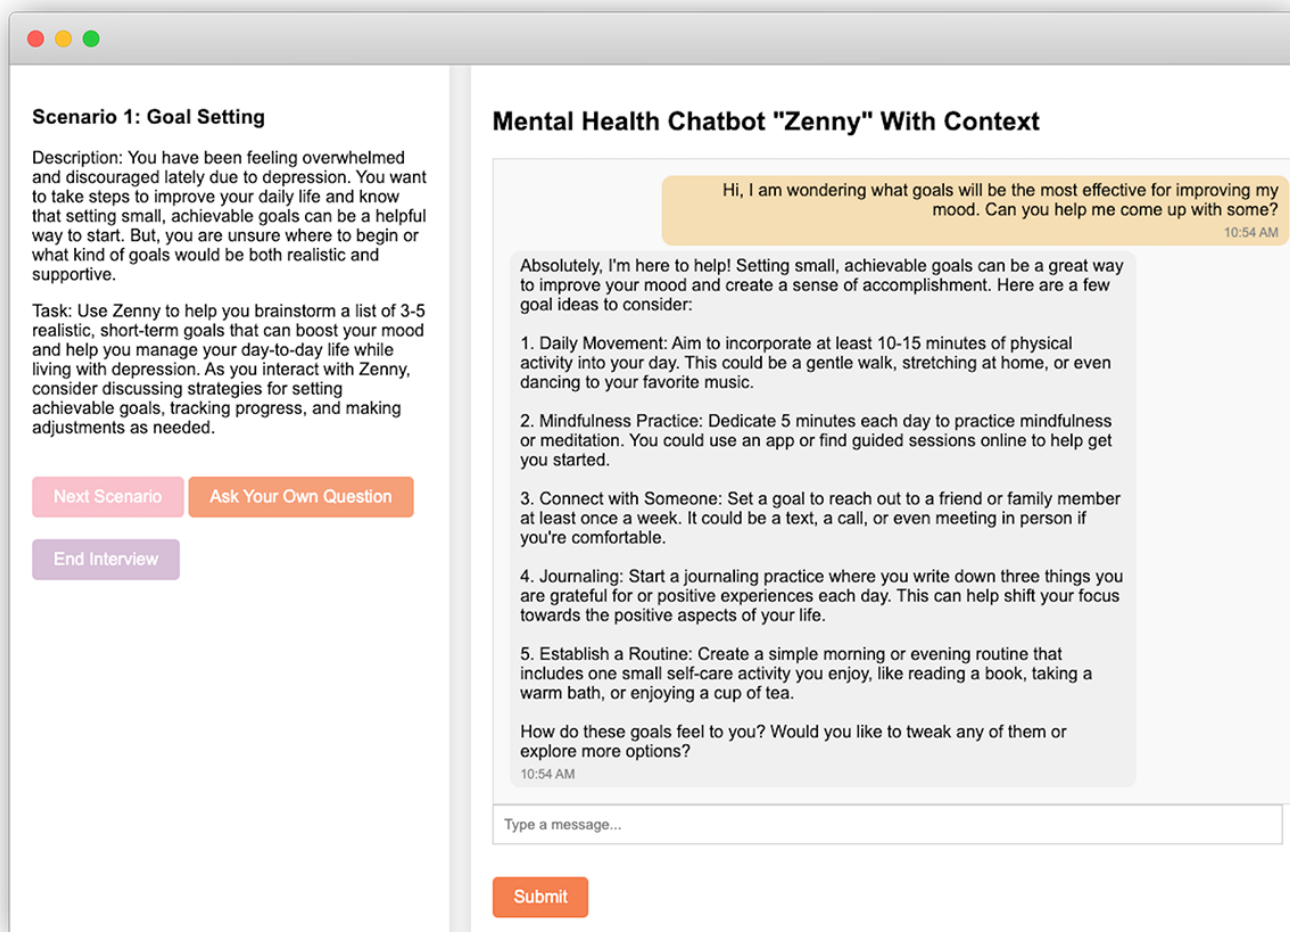 Scenario 1: Goal Setting
Description: You have been feeling overwhelmed
and discouraged lately due to depression. You want
to take steps to improve your daily life and know
that setting small, achievable goals can be a helpful
way to start. But, you are unsure where to begin or
what kind of goals would be both realistic and
supportive.
Task: Use Zenny to help you brainstorm a list of 3-5
realistic, short-term goals that can boost your mood
and help you manage your day-to-day life while
living with depression. As you interact with Zenny,
consider discussing strategies for setting
achievable goals, tracking progress, and making
adjustments as needed.
Next Scenario
Ask Your Own Question
End Interview
Mental Health Chatbot "Zenny" With Context
Hi, I am wondering what goals will be the most effective for improving my
mood. Can you help me come up with some?
10:54 AM
Absolutely, I'm here to help! Setting small, achievable goals can be a great way
to improve your mood and create a sense of accomplishment. Here are a few
goal ideas to consider:
1. Daily Movement: Aim to incorporate at least 10-15 minutes of physical
activity into your day. This could be a gentle walk, stretching at home, or even
dancing to your favorite music.
2. Mindfulness Practice: Dedicate 5 minutes each day to practice mindfulness
or meditation. You could use an app or find guided sessions online to help get
you started.
3. Connect with Someone: Set a goal to reach out to a friend or family member
at least once a week. It could be a text, a call, or even meeting in person if
you're comfortable.
4. Journaling: Start a journaling practice where you write down three things you
are grateful for or positive experiences each day. This can help shift your focus
towards the positive aspects of your life.
5. Establish a Routine: Create a simple morning or evening routine that
includes one small self-care activity you enjoy, like reading a book, taking a
warm bath, or enjoying a cup of tea.
How do these goals feel to you? Would you like to tweak any of them or
explore more options?
10:54 AM
Type a message...
Submit